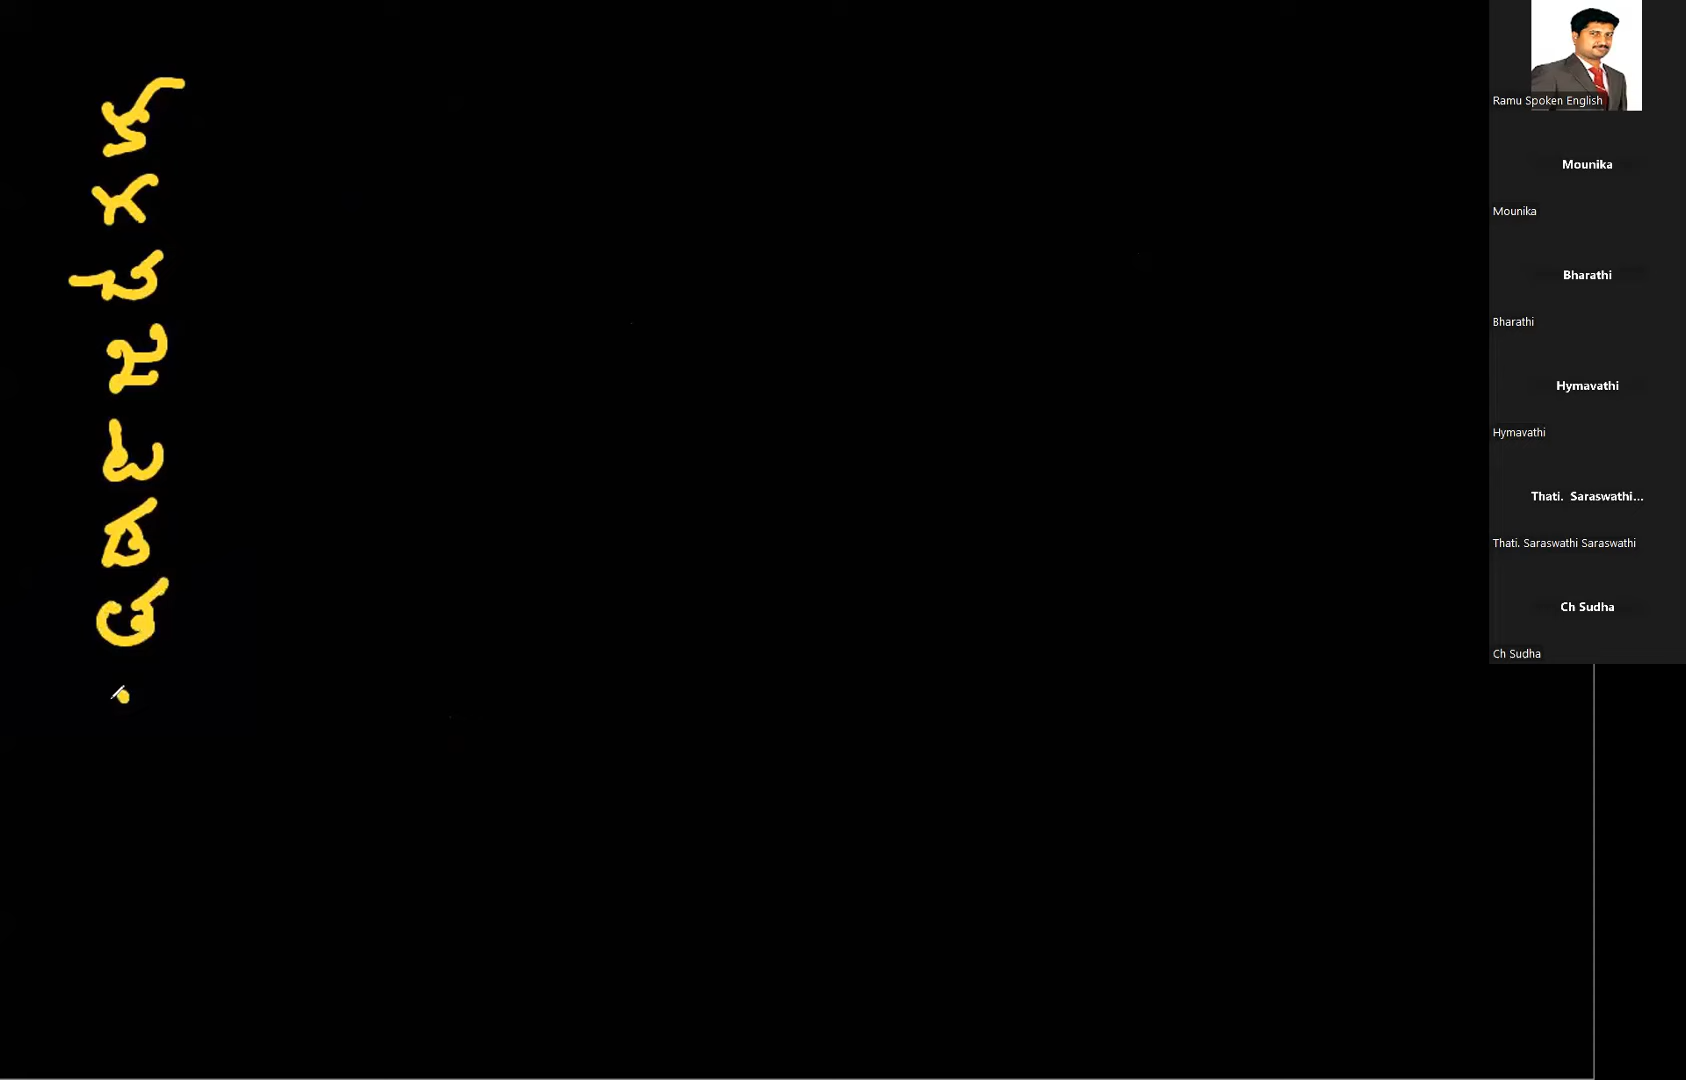 క
గ
చ
జ
ట
డ
త
Ramu Spoken English
Mounika
Mounika
Bharathi
Bharathi
Hymavathi
Hymavathi
Thati. Saraswathi...
Thati. Saraswathi Saraswathi
Ch Sudha
Ch Sudha